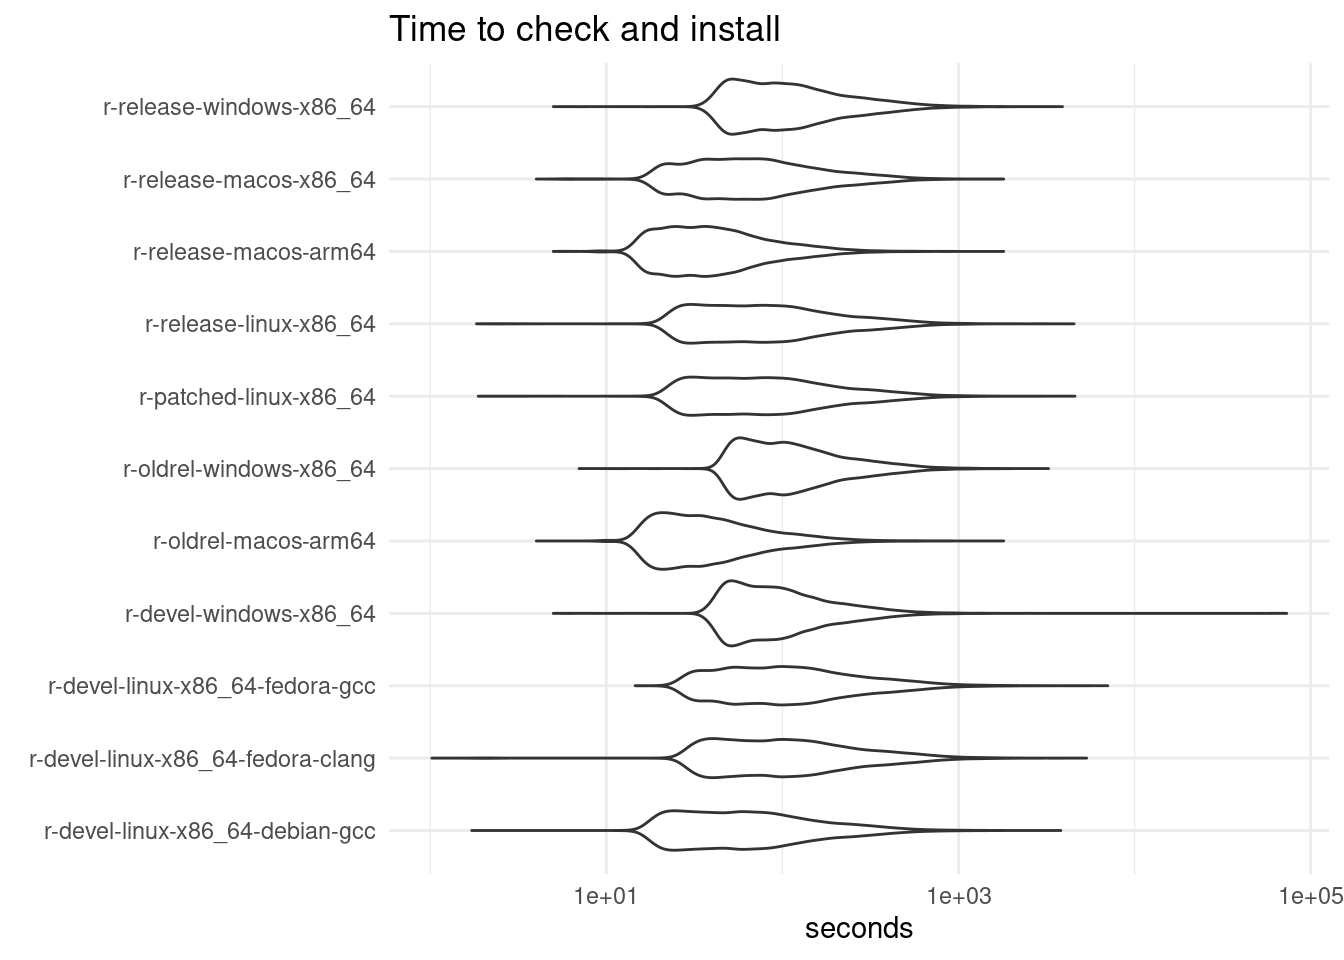 Time to check and install
r-release-windows-x86_64
r-release-macos-x86_64
r-release-macos-arm64
r-release-linux-x86_64
r-patched-linux-x86_64
r-oldrel-windows-x86_64
r-oldrel-macos-arm64
r-devel-windows-x86_64
r-devel-linux-x86_64-fedora-gcc
r-devel-linux-x86_64-fedora-clang
r-devel-linux-x86_64-debian-gcc
1e+01 1e+03 1e+05
seconds